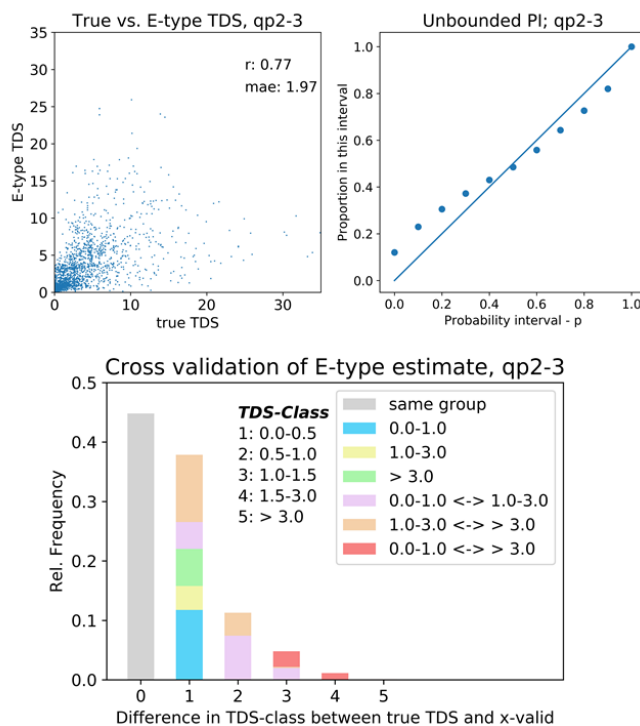 True vs. E-type TDS, qp2-3
35
30
25
20
15
10
5
0
E-type TDS
r: 0.77
mae: 1.97
0
10
20
30
true TDS
Unbounded PI; qp2-3
1.0
0.8
0.6
0.4
0.2
0.0
Proportion in this interval
0.0
0.2
0.4
0.6
0.8
1.0
Probability interval - p
Cross validation of E-type estimate, qp2-3
0.5
0.4
0.3
0.2
0.1
0.0
Rel. Frequency
TDS-Class
1: 0.0-0.5
2: 0.5-1.0
3: 1.0-1.5
4: 1.5-3.0
5: > 3.0
same group
0.0-1.0
1.0-3.0
> 3.0
0.0-1.0 <-> 1.0-3.0
1.0-3.0 <-> > 3.0
0.0-1.0 <-> > 3.0
0
1
2
3
4
5
Difference in TDS-class between true TDS and x-valid